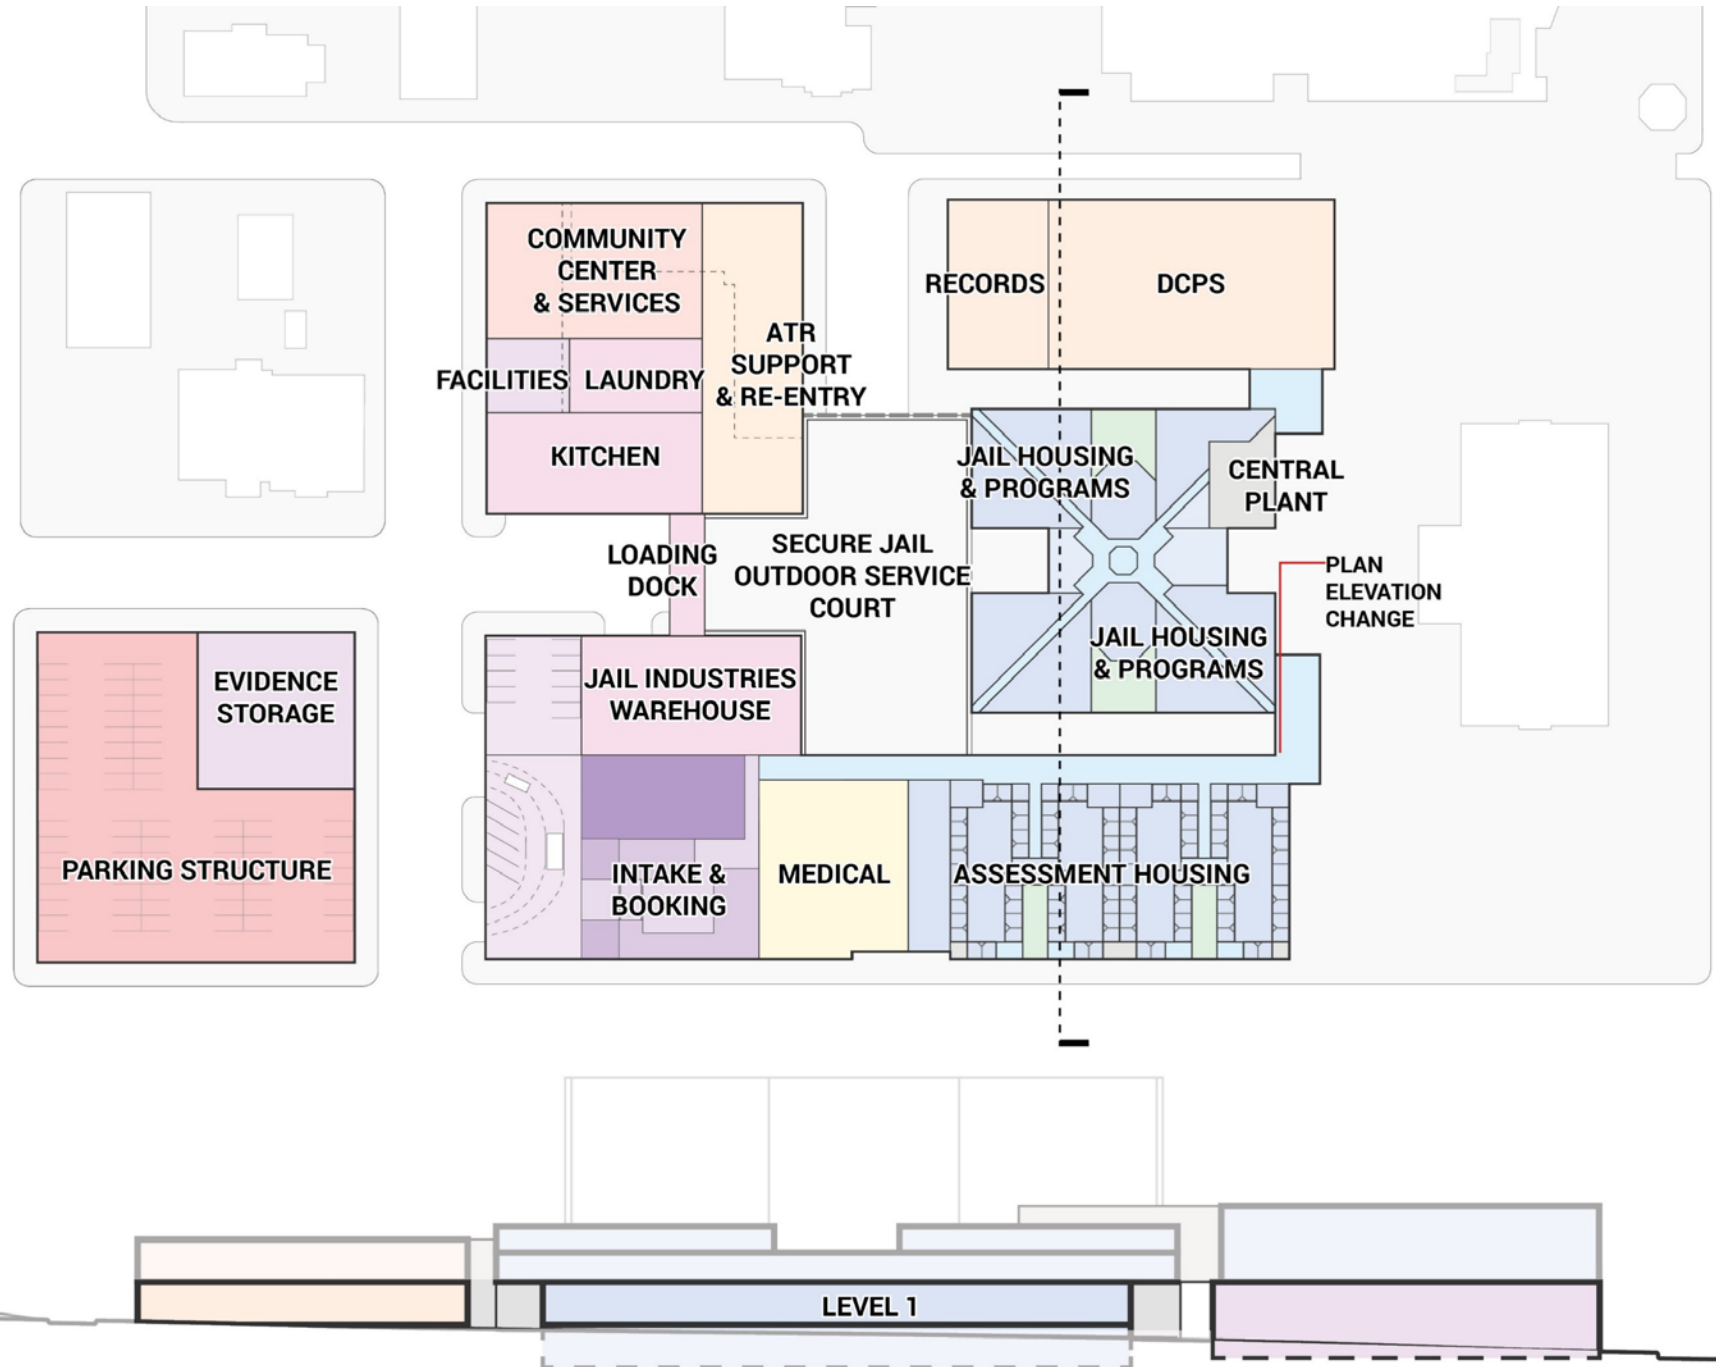 COMMUNITY
CENTER
& SERVICES
RECORDS
DCPS
ATR
SUPPORT
& RE-ENTRY
FACILITIES
LAUNDRY
KITCHEN
JAIL HOUSING
& PROGRAMS
CENTRAL
PLANT
LOADING
DOCK
SECURE JAIL
OUTDOOR SERVICE
COURT
PLAN
ELEVATION
CHANGE
JAIL HOUSING
& PROGRAMS
EVIDENCE
STORAGE
JAIL INDUSTRIES
WAREHOUSE
PARKING STRUCTURE
INTAKE &
BOOKING
MEDICAL
ASSESSMENT HOUSING
LEVEL 1